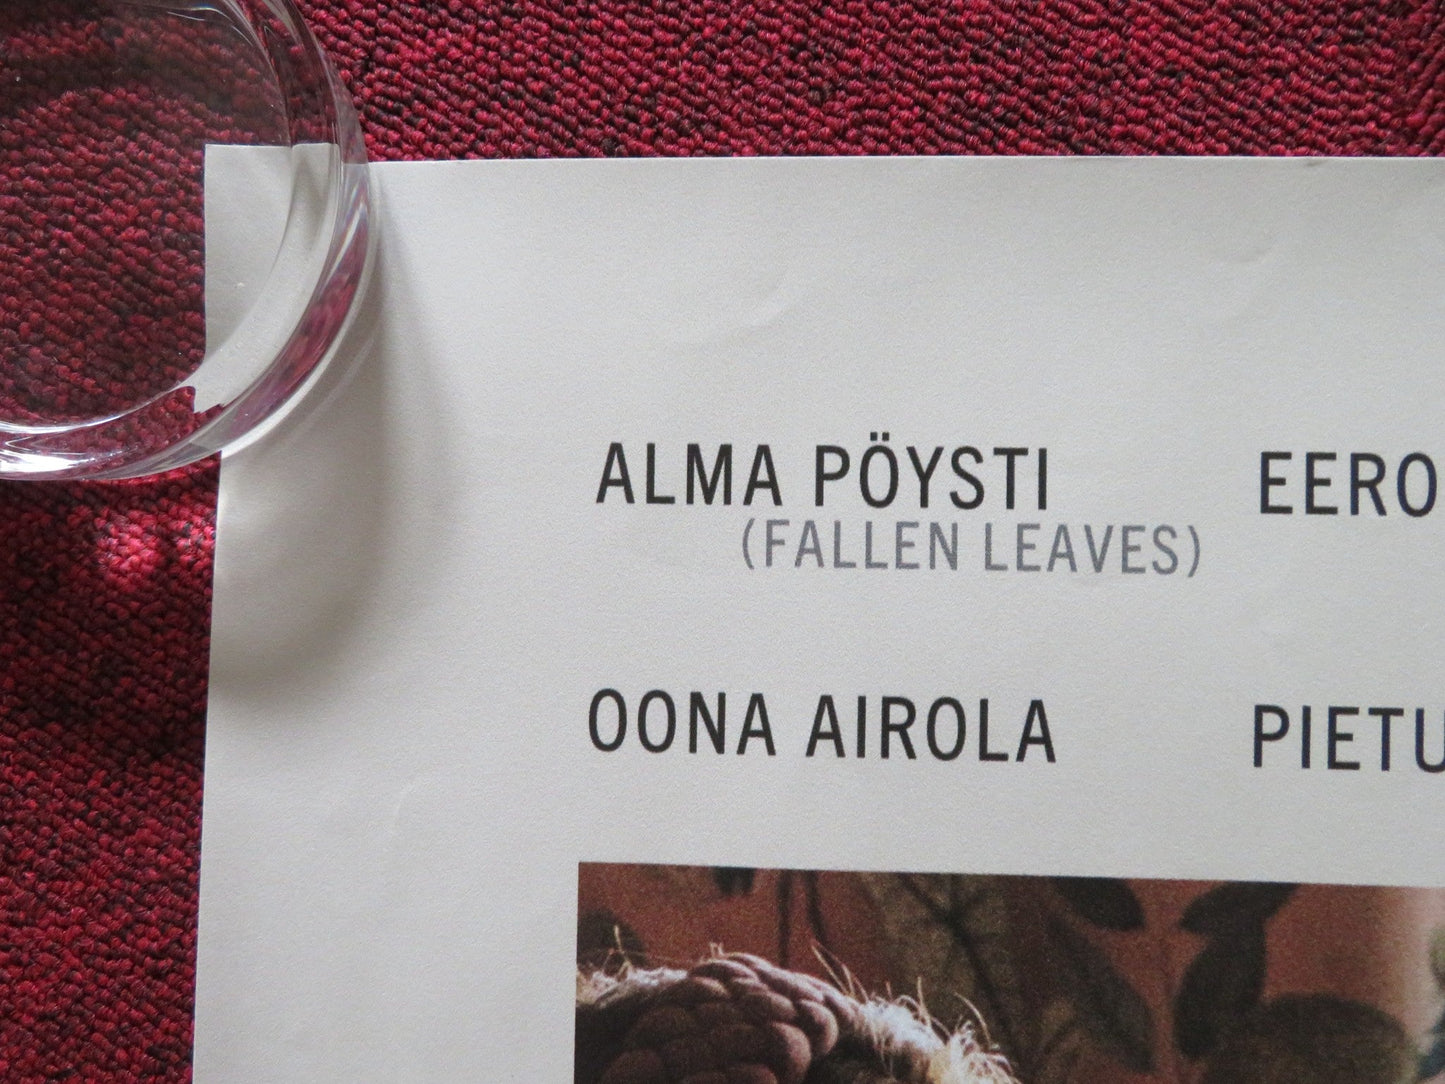 ALMA PÖYSTI EERO
(FALLEN LEAVES)
OONA AIROLA PIETU